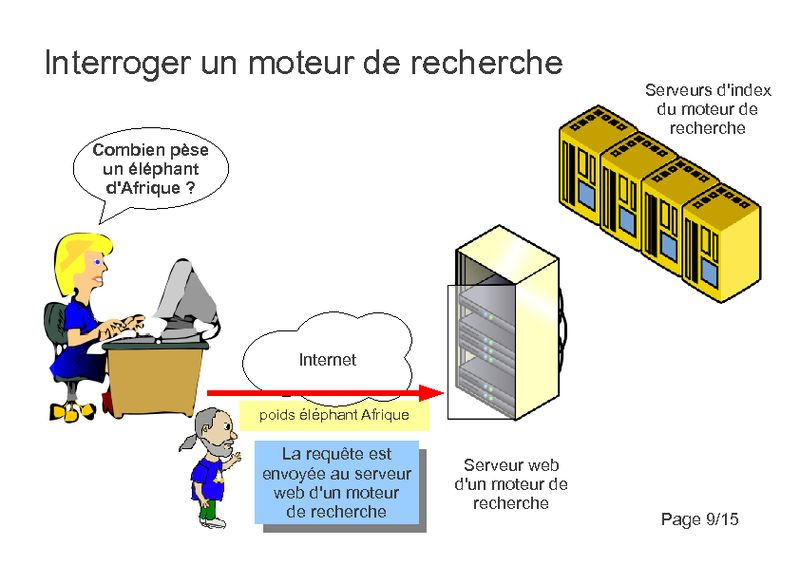 Interroger un moteur de recherche
Serveurs d'index
du moteur de
recherche
Combien pèse
un éléphant
d'Afrique ?
Internet
poids éléphant Afrique
La requête est
envoyée au serveur
web d'un moteur
de recherche
Serveur web
d'un moteur de
recherche
Page 9/15